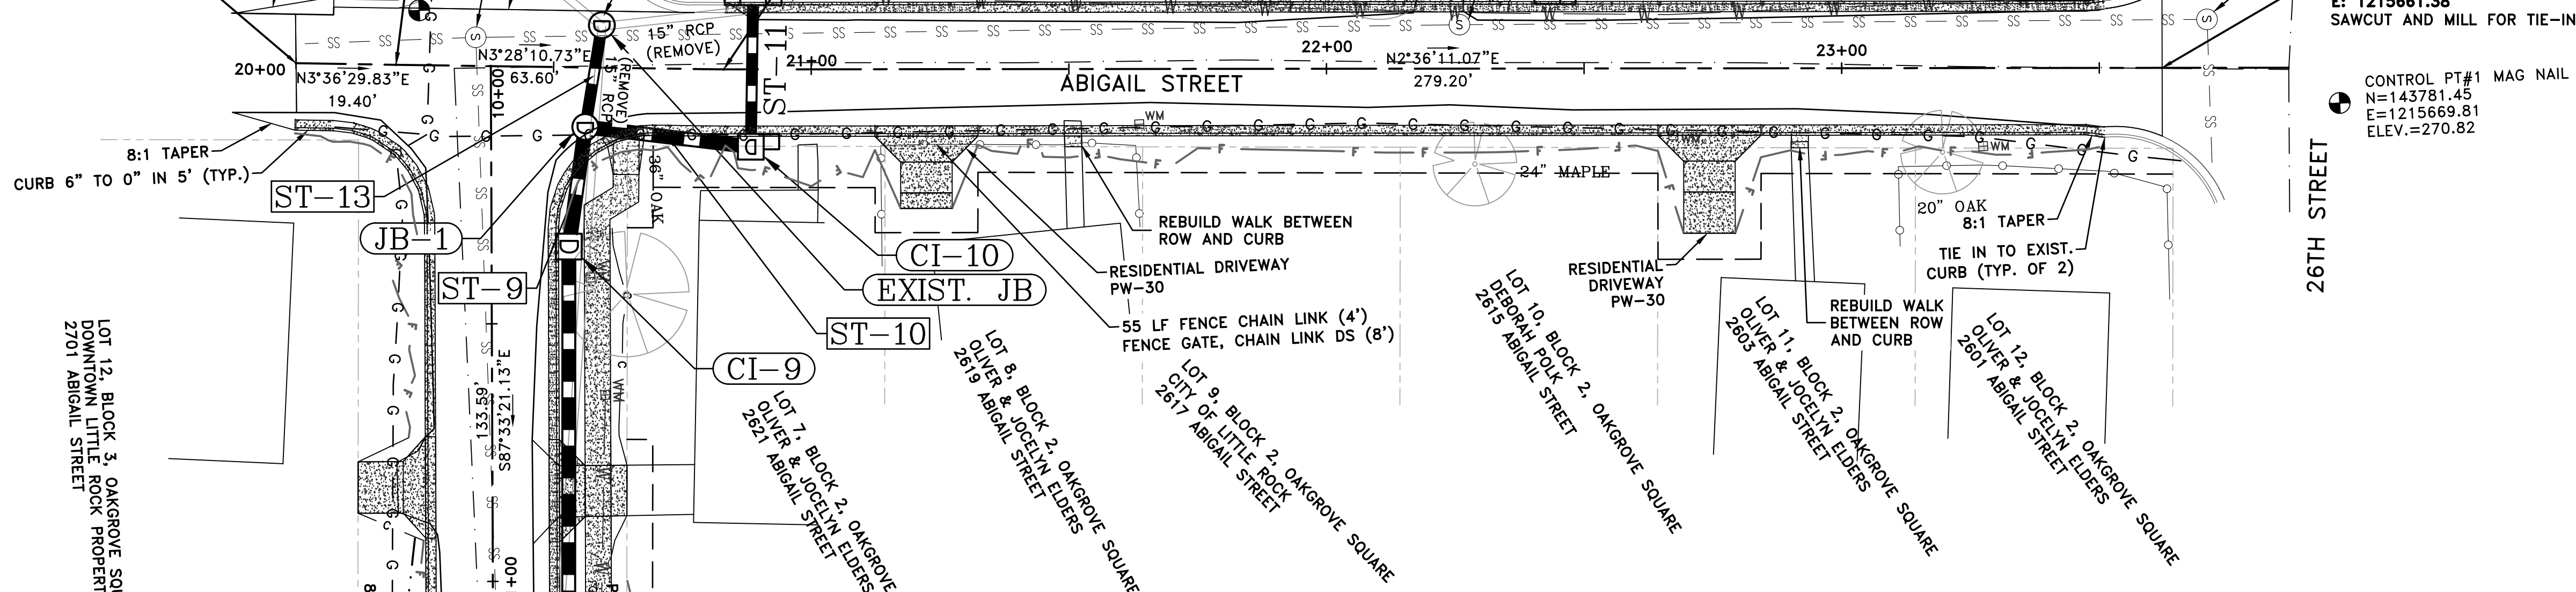 E: 1215661.38
SAWCUT AND MILL FOR TIE-IN
15" RCP
(REMOVE)
15" RCP
(REMOVE)
ST-11
20+00
N3°36'29.83"E
19.40'
N3°28'10.73"E
63.60'
10+00
21+00
22+00
N2°36'11.07"E
279.20'
23+00
ABIGAIL STREET
CONTROL PT#1 MAG NAIL
N=143781.45
E=1215669.81
ELEV.=270.82
26TH STREET
8:1 TAPER
CURB 6" TO 0" IN 5' (TYP.)
ST-13
JB-1
ST-9
36" OAK
WM
WM
WM
24" MAPLE
20" OAK
8:1 TAPER
TIE IN TO EXIST.
CURB (TYP. OF 2)
REBUILD WALK BETWEEN
ROW AND CURB
CI-10
EXIST. JB
RESIDENTIAL DRIVEWAY
PW-30
RESIDENTIAL
DRIVEWAY
PW-30
REBUILD WALK
BETWEEN ROW
AND CURB
ST-10
55 LF FENCE CHAIN LINK (4')
FENCE GATE, CHAIN LINK DS (8')
CI-9
133.59'
S87°33'21.13"E
+00
LOT 12, BLOCK 3, OAKGROVE SQU
DOWNTOWN LITTLE ROCK PROPERT
2701 ABIGAIL STREET
LOT 7, BLOCK 2, OAKGROVE
OLIVER & JOCELYN ELDERS
2621 ABIGAIL STREET
LOT 8, BLOCK 2, OAKGROVE SQUARE
OLIVER & JOCELYN ELDERS
2619 ABIGAIL STREET
LOT 9, BLOCK 2, OAKGROVE SQUARE
CITY OF LITTLE ROCK
2617 ABIGAIL STREET
LOT 10, BLOCK 2, OAKGROVE SQUARE
DEBORAH POLK
2615 ABIGAIL STREET
LOT 11, BLOCK 2, OAKGROVE SQUARE
OLIVER & JOCELYN ELDERS
2603 ABIGAIL STREET
LOT 12, BLOCK 2, OAKGROVE SQUARE
OLIVER & JOCELYN ELDERS
2601 ABIGAIL STREET